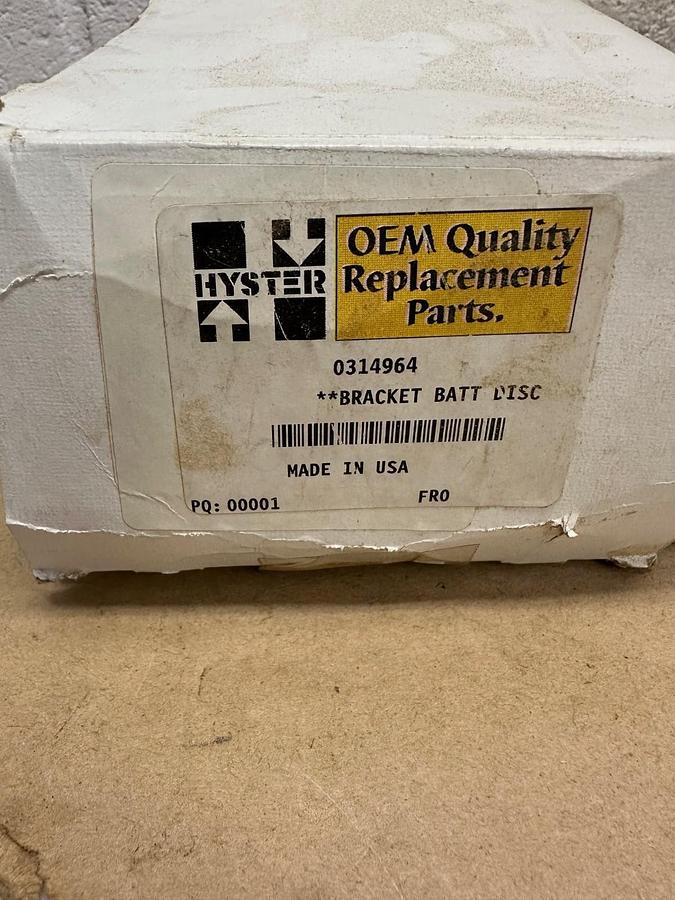 HYSTER
OEM Quality
Replacement
Parts.
0314964
**BRACKET BATT DISC
MADE IN USA
PQ: 00001
FRO